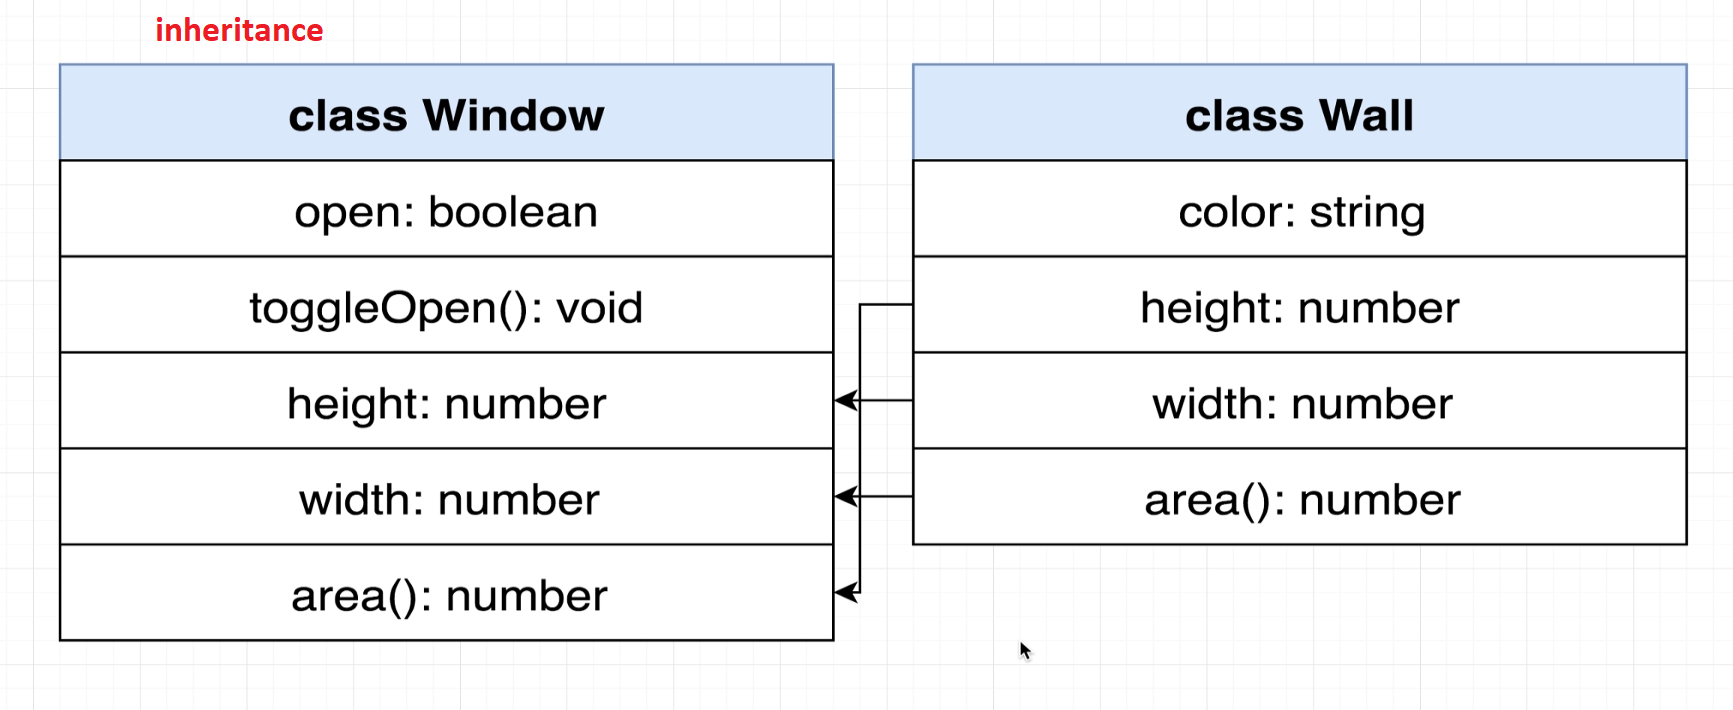 inheritance
class Window
open: boolean
toggleOpen(): void
height: number
width: number
area(): number
class Wall
color: string
height: number
width: number
area(): number